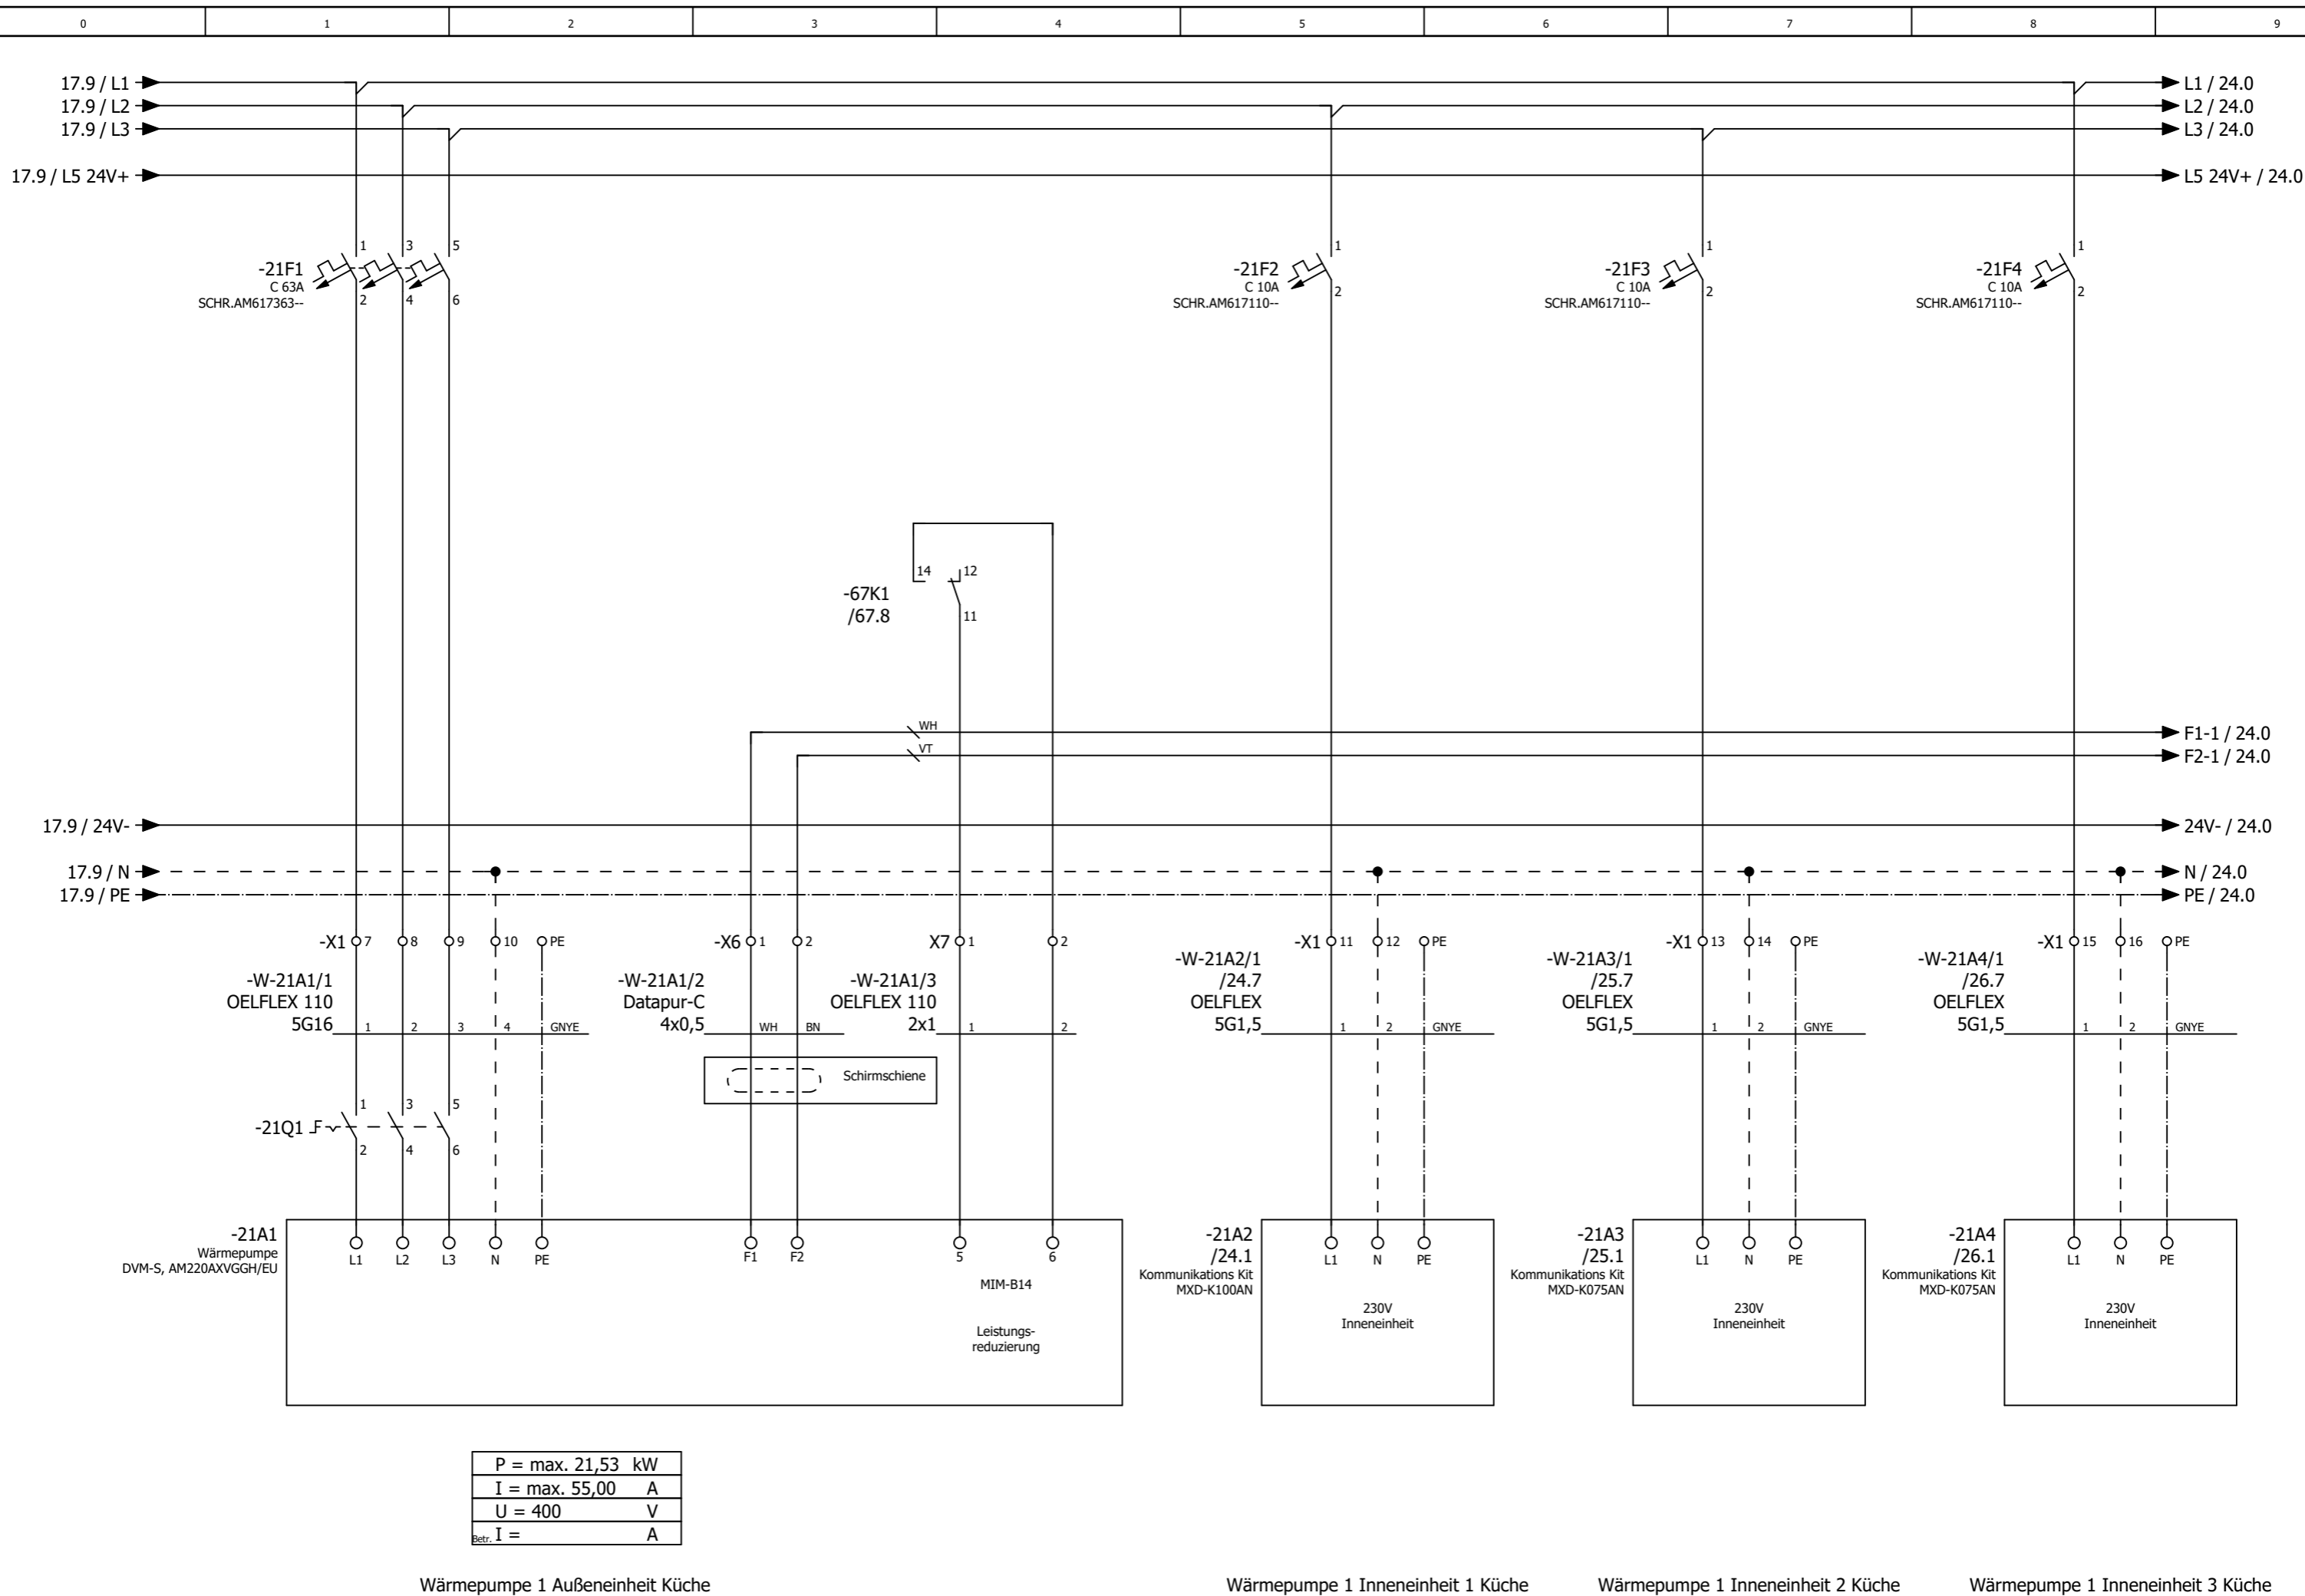 0 1 2 3 4 5 6 7 8 9
17.9 / L1 L1 / 24.0
17.9 / L2 L2 / 24.0
17.9 / L3 L3 / 24.0
17.9 / L5 24V+ L5 24V+ / 24.0
1 3 5 1 1 1
-21F1 -21F2 -21F3 -21F4
C 63A C 10A C 10A C 10A
2 4 6 2 2 2
SCHR.AM617363-- SCHR.AM617110-- SCHR.AM617110-- SCHR.AM617110--
14 12
-67K1
/67.8 11
WH
F1-1 / 24.0
VT
F2-1 / 24.0
17.9 / 24V- 24V- / 24.0
17.9 / N N / 24.0
17.9 / PE PE / 24.0
-X1 7 8 9 10 PE -X6 1 2 X7 1 2 -X1 11 12 PE -X1 13 14 PE -X1 15 16 PE
-W-21A2/1 -W-21A3/1 -W-21A4/1
-W-21A1/1 -W-21A1/2 -W-21A1/3 /24.7 /25.7 /26.7
OELFLEX 110 Datapur-C OELFLEX 110 OELFLEX OELFLEX OELFLEX
5G16 1 2 3 4 GNYE 4x0,5 WH BN 2x1 1 2 5G1,5 1 2 GNYE 5G1,5 1 2 GNYE 5G1,5 1 2 GNYE
Schirmschiene
1 3 5
-21Q1
2 4 6
-21A1 -21A2 -21A3 -21A4
Wärmepumpe L1 L2 L3 N PE F1 F2 5 6 /24.1 L1 N PE /25.1 L1 N PE /26.1 L1 N PE
DVM-S, AM220AXVGGH/EU Kommunikations Kit Kommunikations Kit Kommunikations Kit
MIM-B14 MXD-K100AN MXD-K075AN MXD-K075AN
230V 230V 230V
Inneneinheit Inneneinheit Inneneinheit
Leistungs-
reduzierung
P = max. 21,53 kW
I = max. 55,00 A
U = 400 V
Betr. I = A
Wärmepumpe 1 Außeneinheit Küche Wärmepumpe 1 Inneneinheit 1 Küche Wärmepumpe 1 Inneneinheit 2 Küche Wärmepumpe 1 Inneneinheit 3 Küche